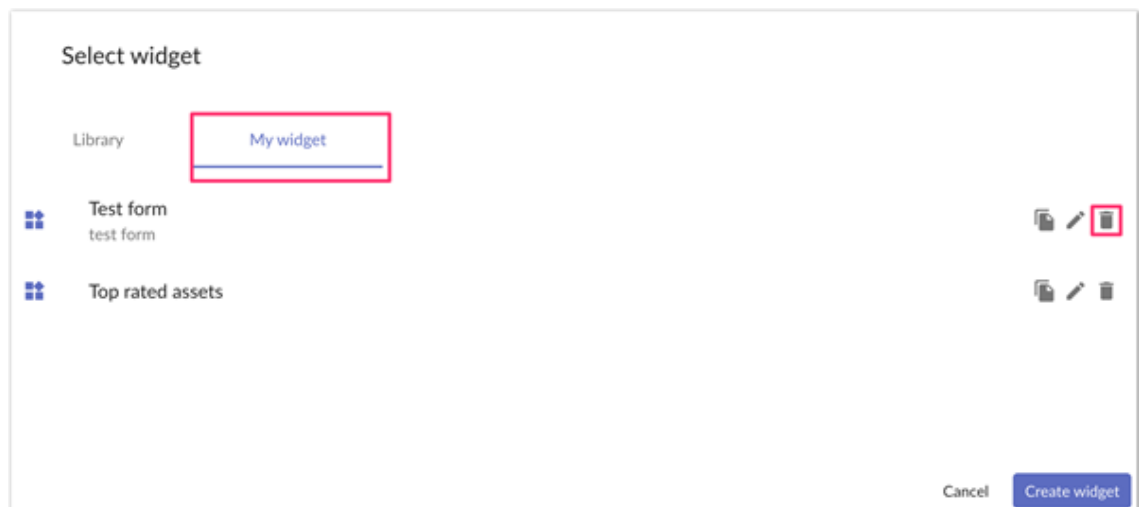 Select widget
Library
My widget
Test form
test form
Top rated assets
Cancel
Create widget